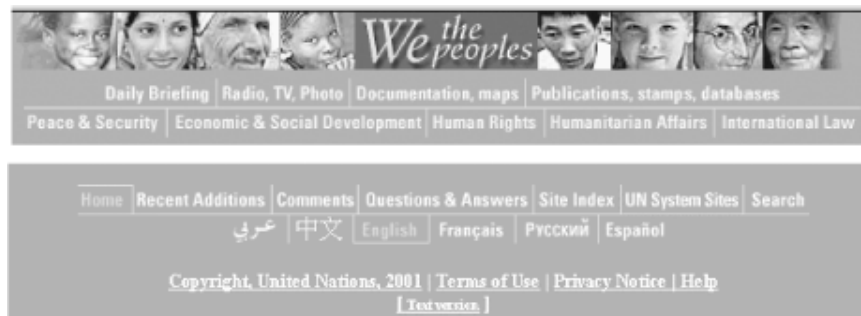 We the peoples
Daily Briefing | Radio, TV, Photo | Documentation, maps | Publications, stamps, databases
Peace & Security | Economic & Social Development | Human Rights | Humanitarian Affairs | International Law
Home | Recent Additions | Comments | Questions & Answers | Site Index | UN System Sites | Search
عربي | 中文 | English | Français | Русский | Español
Copyright, United Nations, 2001 | Terms of Use | Privacy Notice | Help
[ Text version ]